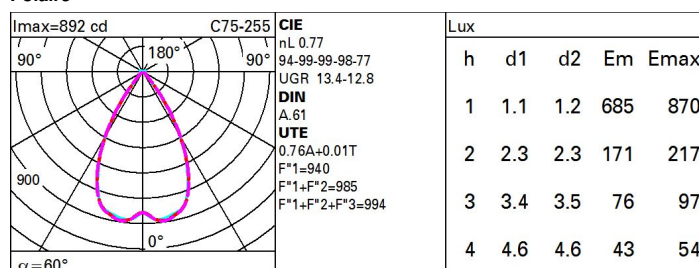 Imax=892 cd C75-255
90° 180° 90°
900
0°
α=60°
CIE
nL 0.77
94-99-99-98-77
UGR 13.4-12.8
DIN
A.61
UTE
0.76A+0.01T
F"1=940
F"1+F"2=985
F"1+F"2+F"3=994
Lux
h d1 d2 Em Emax
1 1.1 1.2 685 870
2 2.3 2.3 171 217
3 3.4 3.5 76 97
4 4.6 4.6 43 54